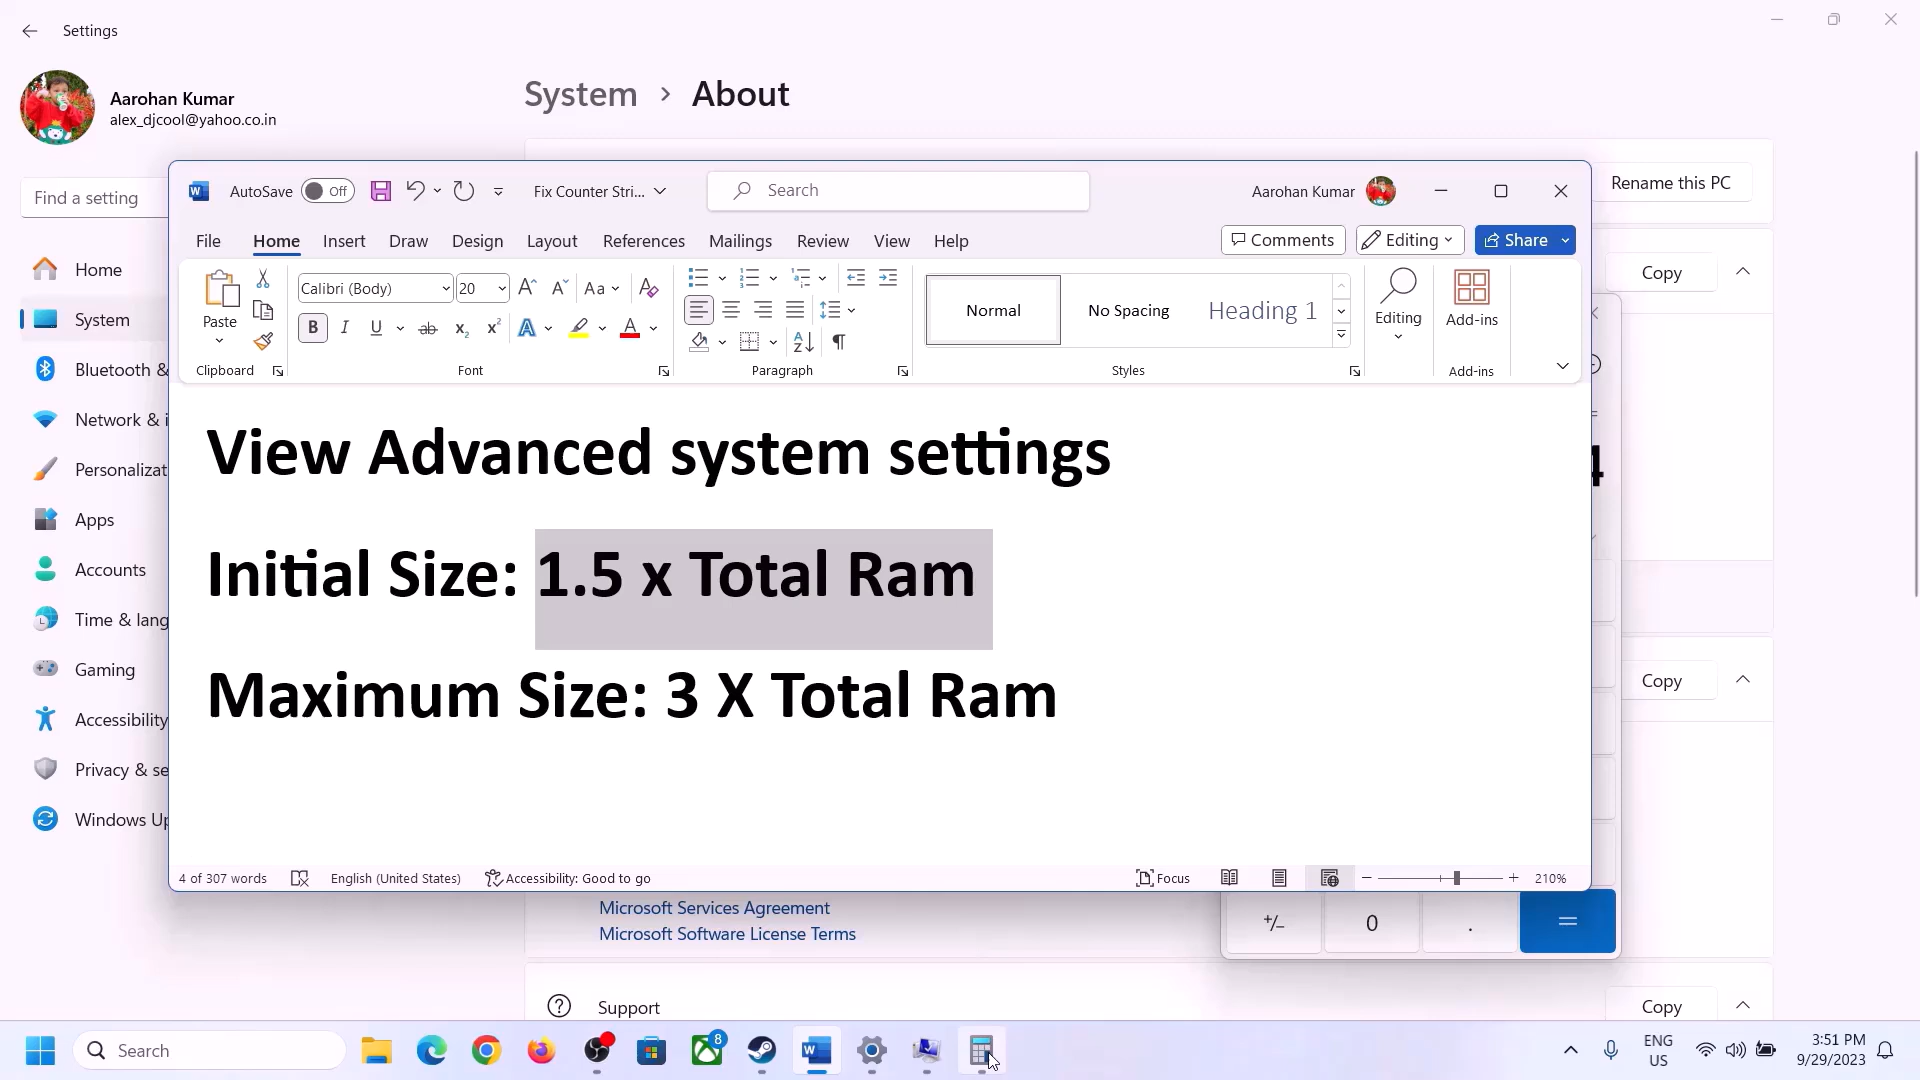 Settings
Aarohan Kumar
alex_djcool@yahoo.co.in
System > About
Find a setting
Rename this PC
AutoSave Off
Fix Counter Stri...
Search
Aarohan Kumar
File Home Insert Draw Design Layout References Mailings Review View Help
Comments Editing Share
Paste
Calibri (Body) 20
Aa
Normal No Spacing Heading 1
Editing
Add-ins
Clipboard Font Paragraph Styles Add-ins
Copy
Home
System
Bluetooth &
Network & i
Personalizat
Apps
Accounts
Time & lang
Gaming
Accessibility
Privacy & se
Windows Up
View Advanced system settings
Initial Size: 1.5 x Total Ram
Maximum Size: 3 X Total Ram
4
Copy
4 of 307 words English (United States) Accessibility: Good to go Focus 210%
Microsoft Services Agreement
Microsoft Software License Terms
+/- 0 . =
Support
Copy
Search
8
ENG
US
3:51 PM
9/29/2023